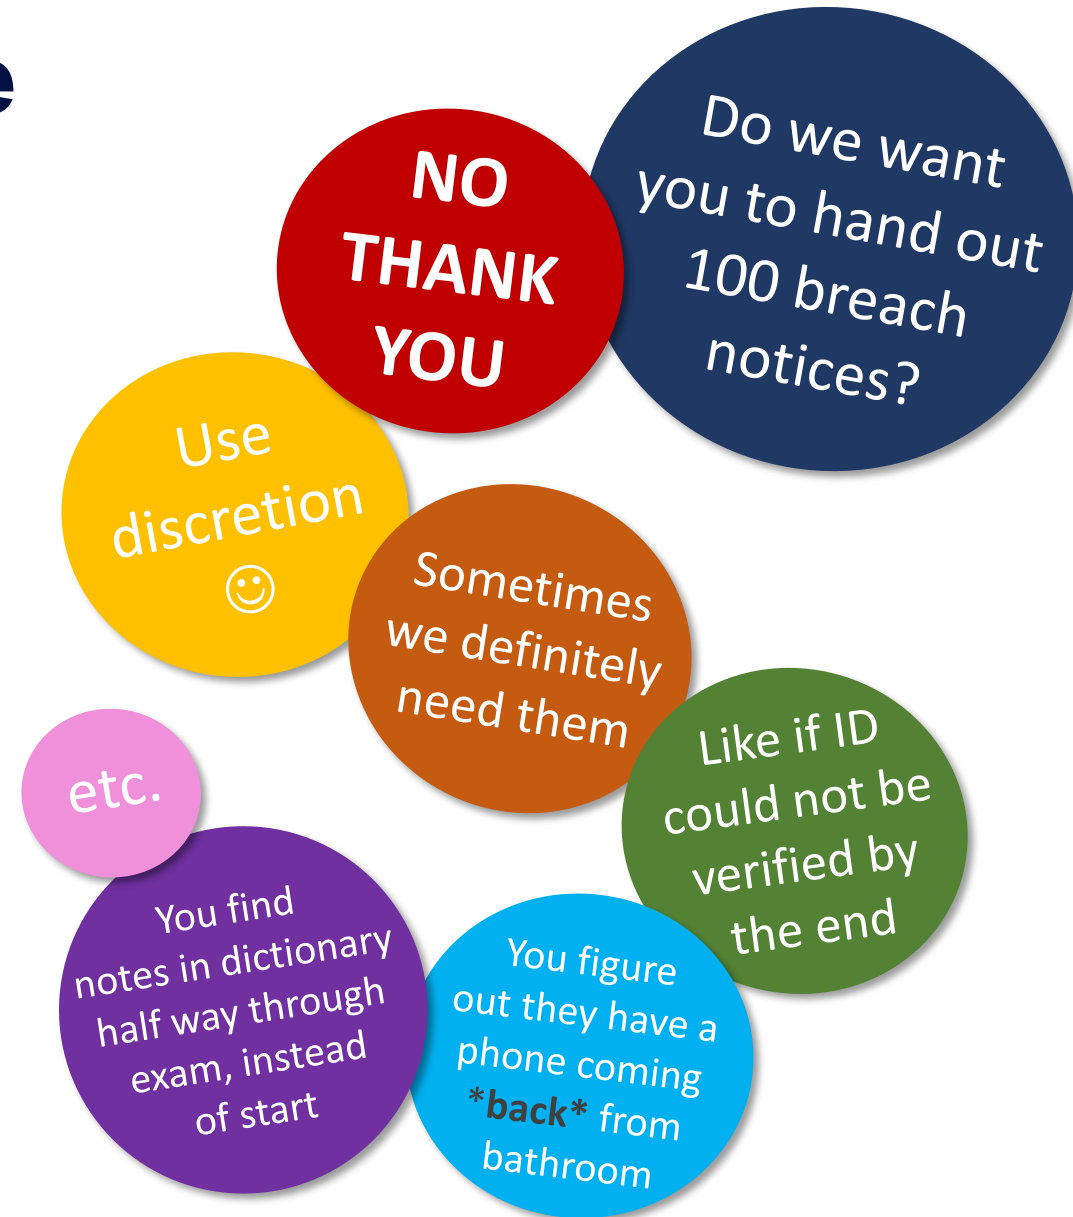 e
Do we want
you to hand out
100 breach
notices?
NO
THANK
YOU
Use
discretion
☺
Sometimes
we definitely
need them
Like if ID
could not be
verified by
the end
You figure
out they have a
phone coming
*back* from
bathroom
You find
notes in dictionary
half way through
exam, instead
of start
etc.